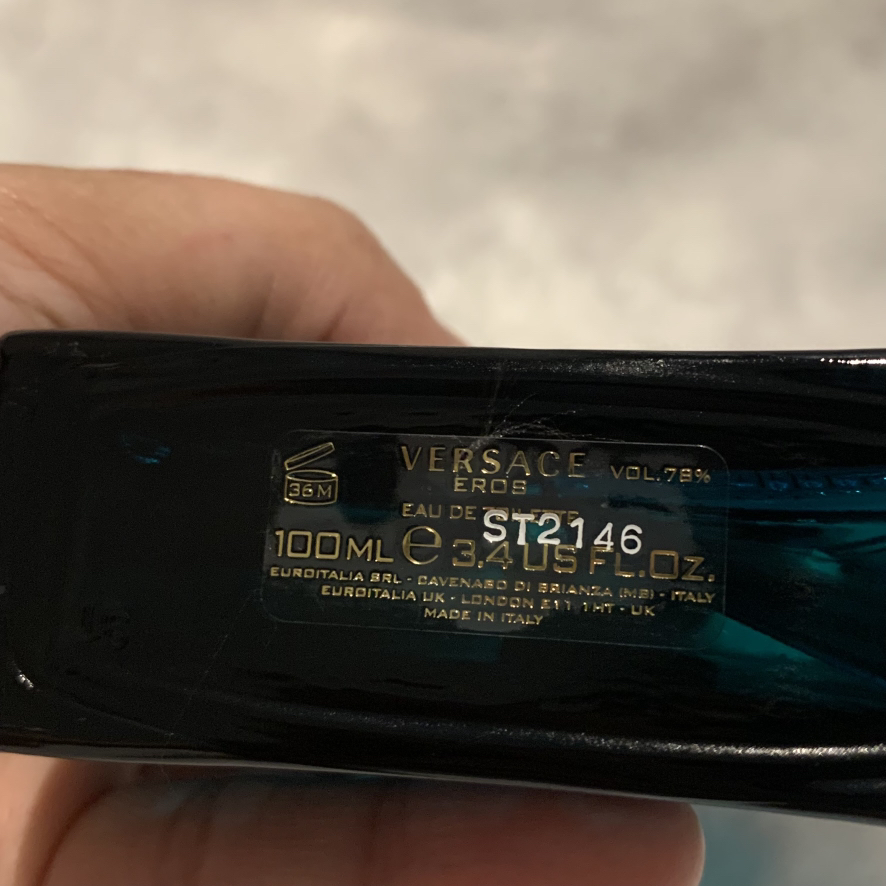 VERSACE VOL.78%
36M
EROS
EAU DE TOILETTE
ST2146
100ML e 3.4 US FL.OZ.
EUROITALIA SRL - CAVENAGO DI BRIANZA (MB) - ITALY
EUROITALIA UK - LONDON E11 1HT - UK
MADE IN ITALY